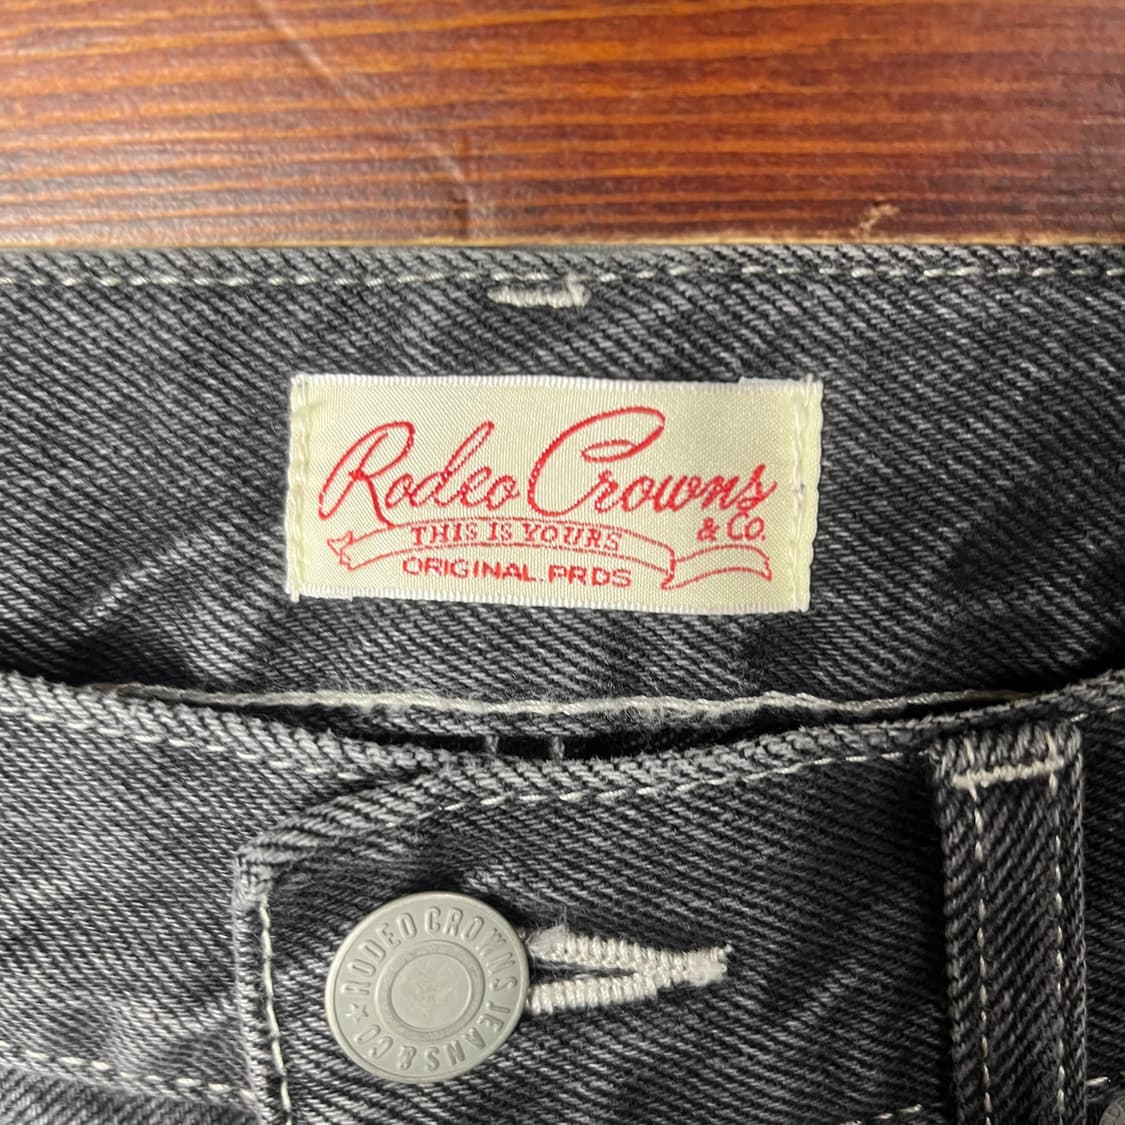 Rodeo Crowns
& Co.
THIS IS YOURS
ORIGINAL.PRDS
RODEO CROWNS JEANS & CO ★